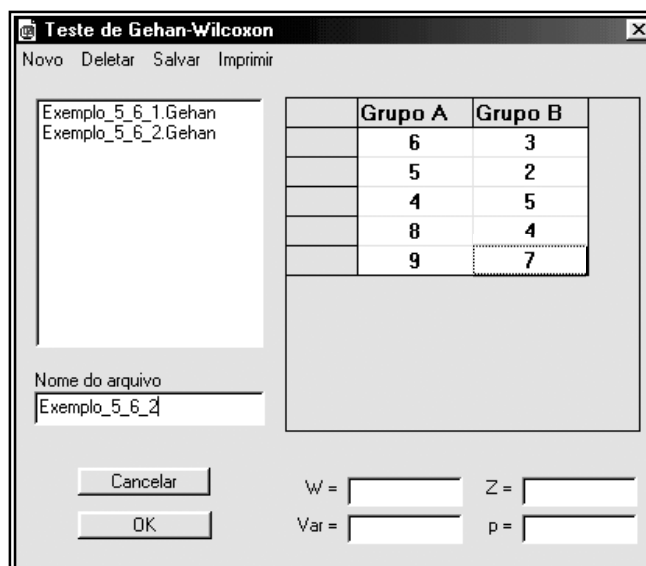 Teste de Gehan-Wilcoxon
Novo Deletar Salvar Imprimir
Exemplo_5_6_1.Gehan
Exemplo_5_6_2.Gehan
Grupo A Grupo B
6 3
5 2
4 5
8 4
9 7
Nome do arquivo
Exemplo_5_6_2
Cancelar
OK
W =
Z =
Var =
p =